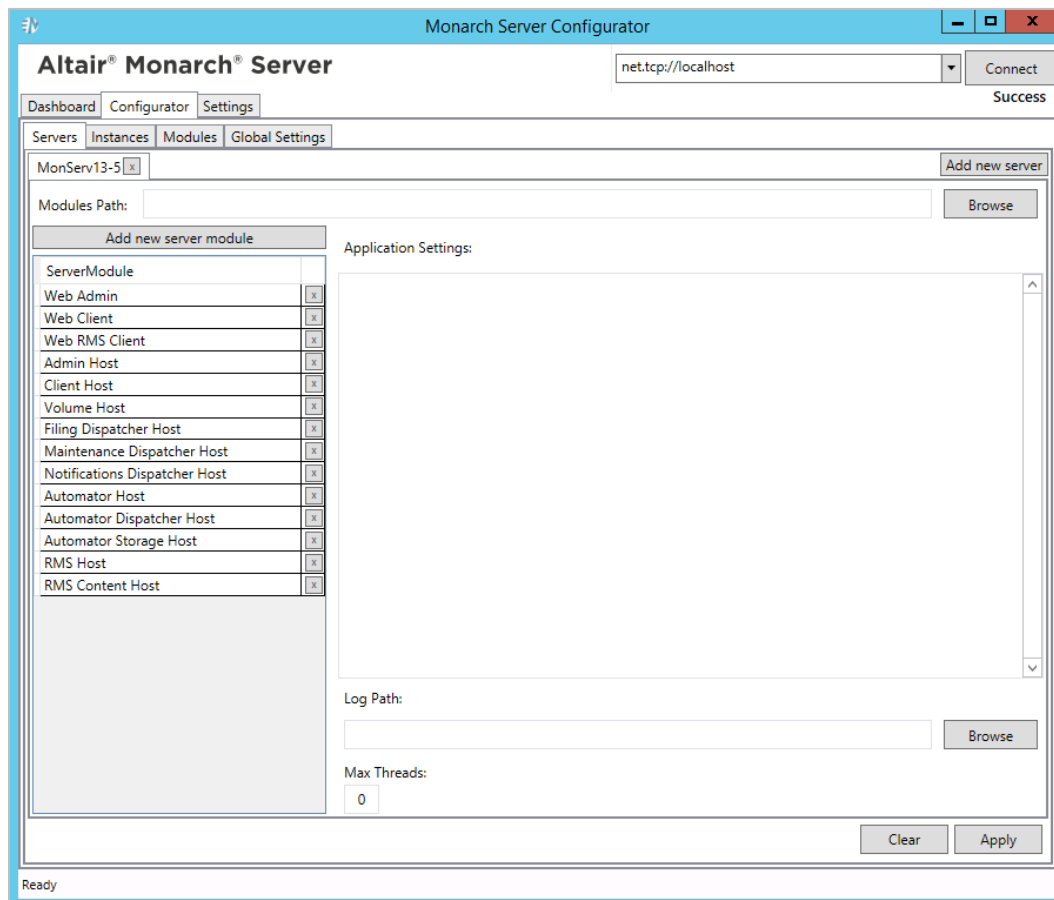 Monarch Server Configurator
Altair® Monarch® Server
net.tcp://localhost
Connect
Success
Dashboard Configurator Settings
Servers Instances Modules Global Settings
MonServ13-5 x
Add new server
Modules Path:
Browse
Add new server module
Application Settings:
ServerModule
Web Admin x
Web Client x
Web RMS Client x
Admin Host x
Client Host x
Volume Host x
Filing Dispatcher Host x
Maintenance Dispatcher Host x
Notifications Dispatcher Host x
Automator Host x
Automator Dispatcher Host x
Automator Storage Host x
RMS Host x
RMS Content Host x
Log Path:
Browse
Max Threads:
0
Clear Apply
Ready